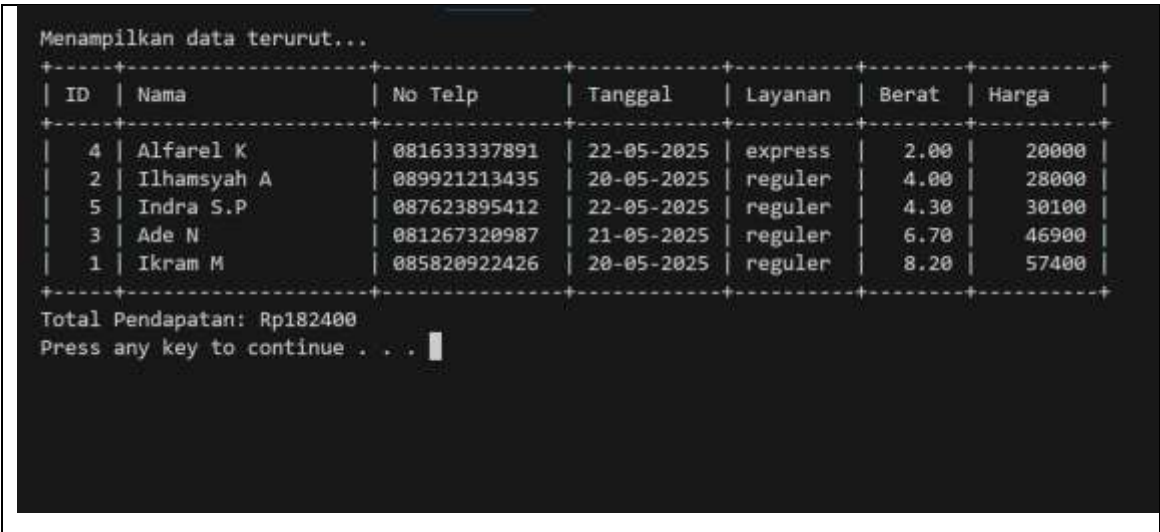 Menampilkan data terurut...
+-----+---------------------+----------------+-------------+----------+--------+----------+
| ID | Nama | No Telp | Tanggal | Layanan | Berat | Harga |
+-----+---------------------+----------------+-------------+----------+--------+----------+
| 4 | Alfarel K | 081633337891 | 22-05-2025 | express | 2.00 | 20000 |
| 2 | Ilhamsyah A | 089921213435 | 20-05-2025 | reguler | 4.00 | 28000 |
| 5 | Indra S.P | 087623895412 | 22-05-2025 | reguler | 4.30 | 30100 |
| 3 | Ade N | 081267320987 | 21-05-2025 | reguler | 6.70 | 46900 |
| 1 | Ikram M | 085820922426 | 20-05-2025 | reguler | 8.20 | 57400 |
+-----+---------------------+----------------+-------------+----------+--------+----------+
Total Pendapatan: Rp182400
Press any key to continue . . .